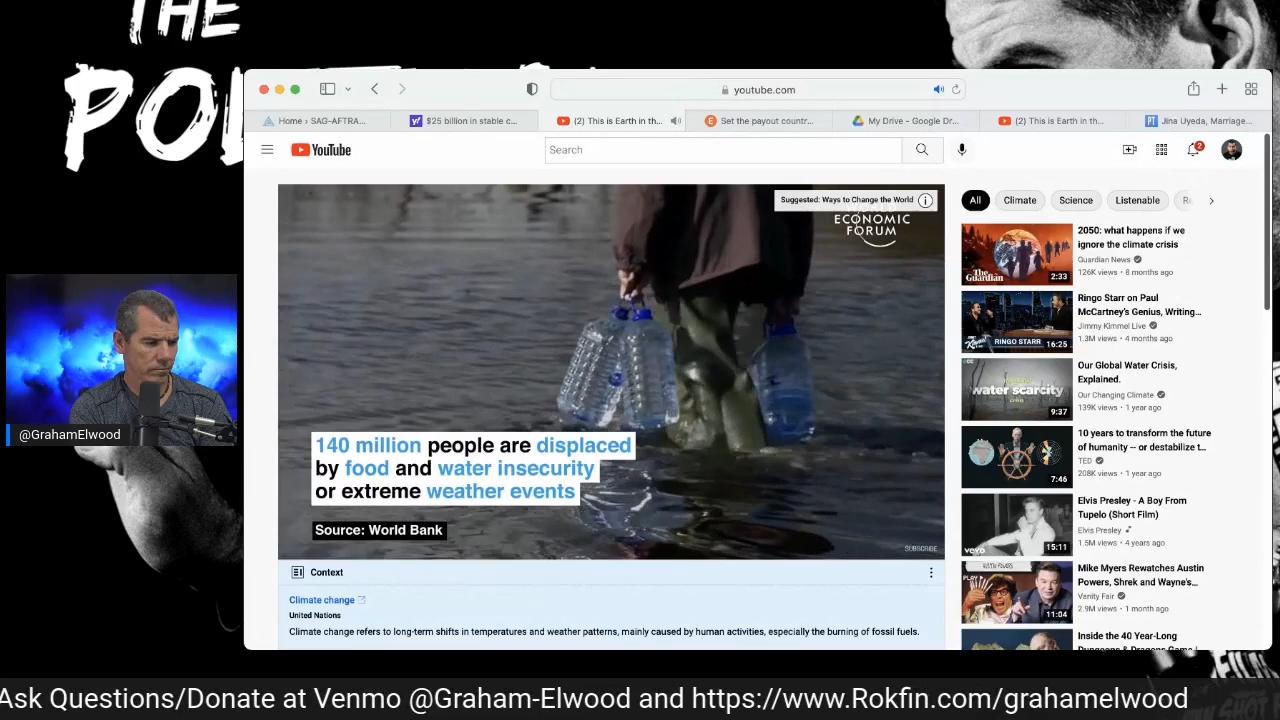 THE
PO
youtube.com
Home › SAG-AFTRA...
$25 billion in stable c...
(2) This is Earth in th...
Set the payout countr...
My Drive – Google Dr...
(2) This is Earth in th...
Jina Uyeda, Marriage...
YouTube
Search
2
Suggested: Ways to Change the World
ECONOMIC
FORUM
140 million people are displaced
by food and water insecurity
or extreme weather events
Source: World Bank
SUBSCRIBE
Context
Climate change
United Nations
Climate change refers to long-term shifts in temperatures and weather patterns, mainly caused by human activities, especially the burning of fossil fuels.
All
Climate
Science
Listenable
2050: what happens if we
ignore the climate crisis
Guardian News
126K views • 8 months ago
The
Guardian
2:33
Ringo Starr on Paul
McCartney's Genius, Writing...
Jimmy Kimmel Live
1.3M views • 4 months ago
RINGO STARR
16:25
Our Global Water Crisis,
Explained.
Our Changing Climate
139K views • 1 year ago
water scarcity
9:37
10 years to transform the future
of humanity -- or destabilize t...
TED
208K views • 1 year ago
7:46
Elvis Presley - A Boy From
Tupelo (Short Film)
Elvis Presley
1.5M views • 4 years ago
vevo
15:11
Mike Myers Rewatches Austin
Powers, Shrek and Wayne's...
Vanity Fair
2.9M views • 1 month ago
11:04
Inside the 40 Year-Long
Dungeons & Dragons Game |
@GrahamElwood
Ask Questions/Donate at Venmo @Graham-Elwood and https://www.Rokfin.com/grahamelwood